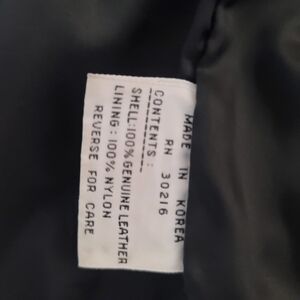 MADE IN KOREA
RN 30216
CONTENTS :
SHELL:100% GENUINE LEATHER
LINING : 100% NYLON
REVERSE FOR CARE